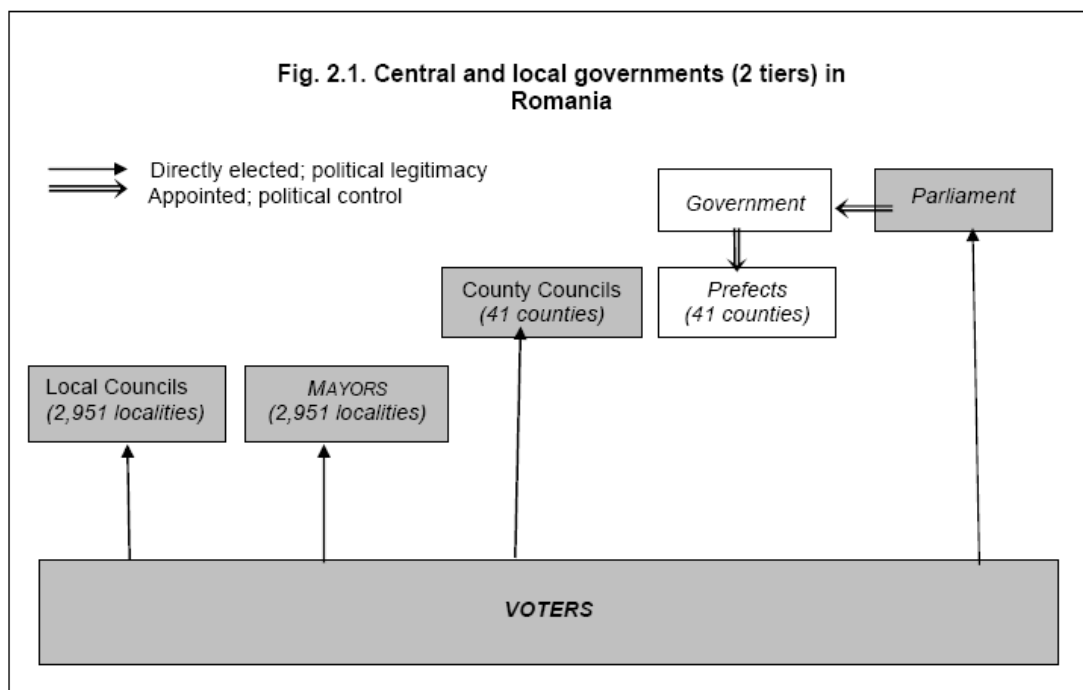 Fig. 2.1. Central and local governments (2 tiers) in
Romania
Directly elected; political legitimacy
Appointed; political control
Government
Parliament
County Councils
(41 counties)
Prefects
(41 counties)
Local Councils
(2,951 localities)
MAYORS
(2,951 localities)
VOTERS